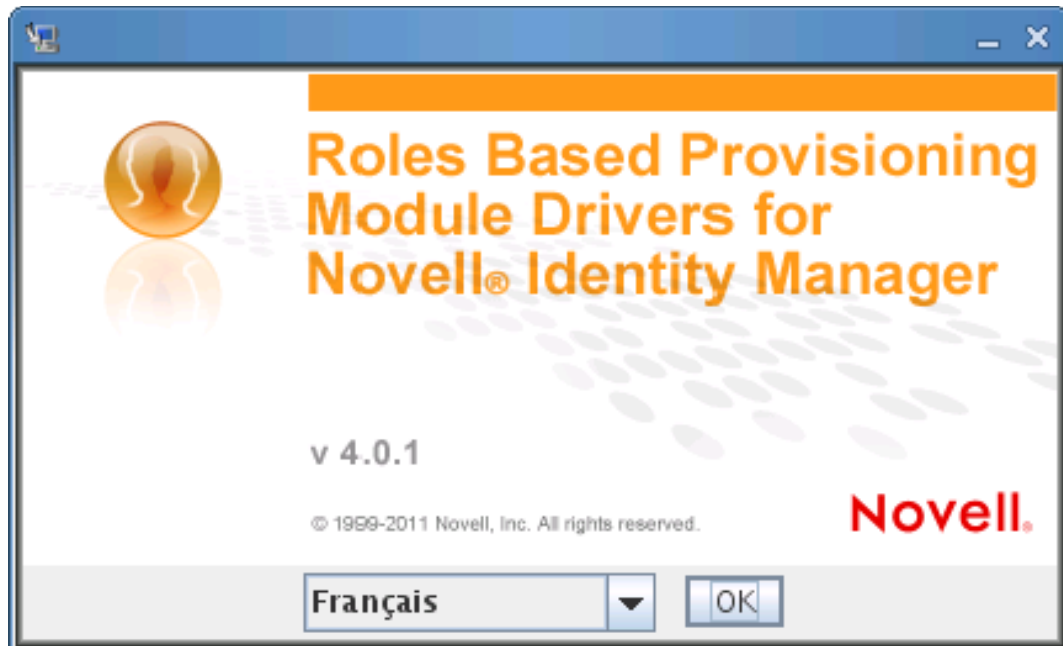 Roles Based Provisioning
Module Drivers for
Novell® Identity Manager
v 4.0.1
© 1999-2011 Novell, Inc. All rights reserved.
Novell®
Français
OK